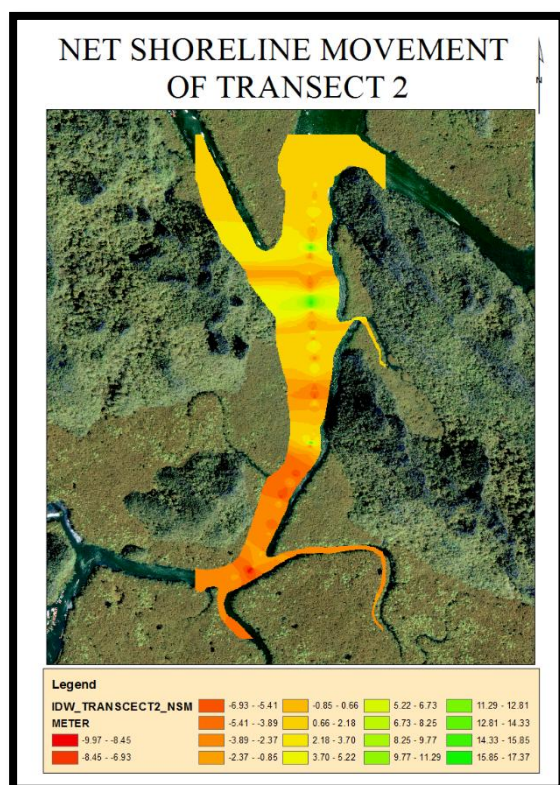 NET SHORELINE MOVEMENT
OF TRANSECT 2
N
Legend
IDW_TRANSCECT2_NSM
METER
-9.97 - -8.45
-8.45 - -6.93
-6.93 - -5.41
-5.41 - -3.89
-3.89 - -2.37
-2.37 - -0.85
-0.85 - 0.66
0.66 - 2.18
2.18 - 3.70
3.70 - 5.22
5.22 - 6.73
6.73 - 8.25
8.25 - 9.77
9.77 - 11.29
11.29 - 12.81
12.81 - 14.33
14.33 - 15.85
15.85 - 17.37